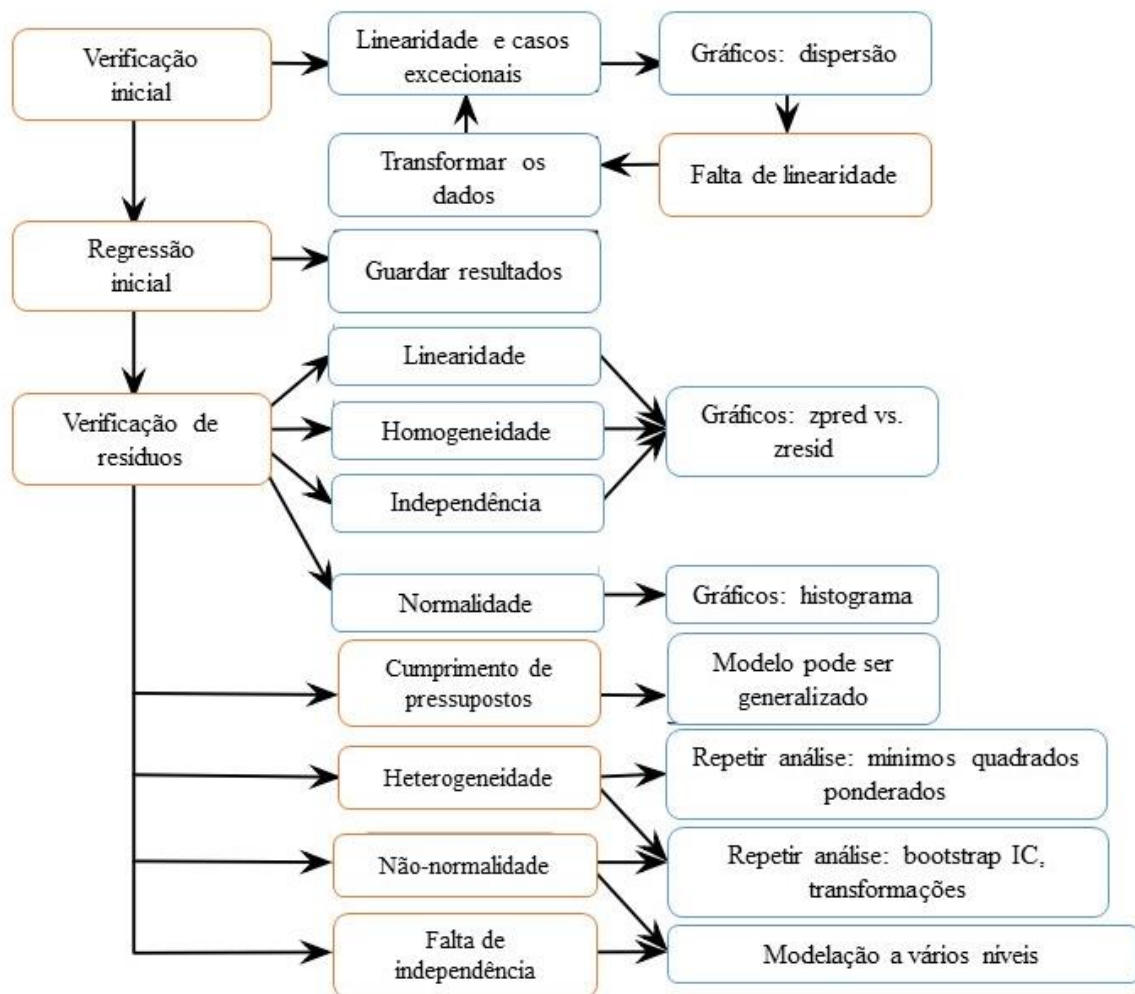 Verificação
inicial
Linearidade e casos
excecionais
Gráficos: dispersão
Transformar os
dados
Falta de linearidade
Regressão
inicial
Guardar resultados
Verificação de
resíduos
Linearidade
Homogeneidade
Independência
Gráficos: zpred vs.
zresid
Normalidade
Gráficos: histograma
Cumprimento de
pressupostos
Modelo pode ser
generalizado
Heterogeneidade
Repetir análise: mínimos quadrados
ponderados
Não-normalidade
Repetir análise: bootstrap IC,
transformações
Falta de
independência
Modelação a vários níveis